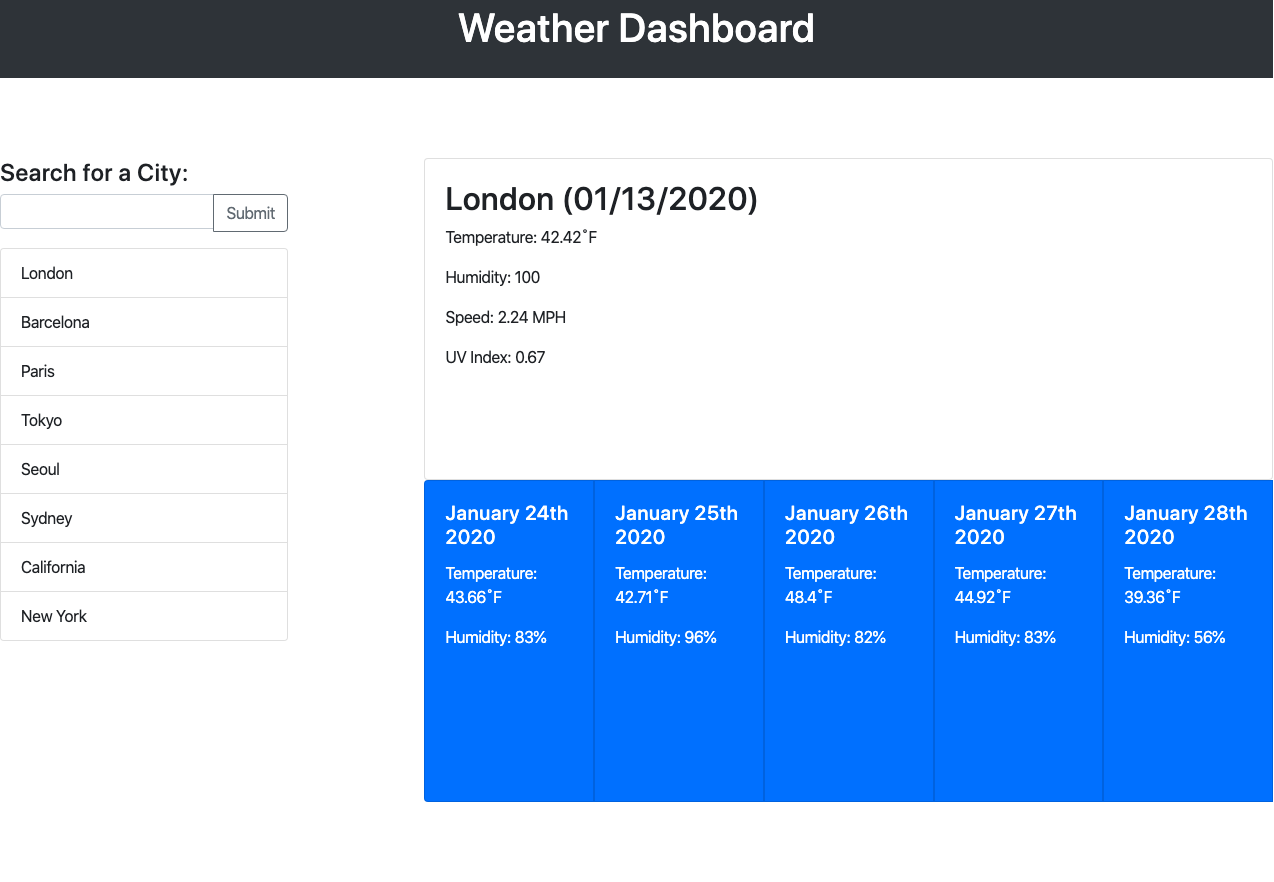 Weather Dashboard
Search for a City:
Submit
London
Barcelona
Paris
Tokyo
Seoul
Sydney
California
New York
London (01/13/2020)
Temperature: 42.42˚F
Humidity: 100
Speed: 2.24 MPH
UV Index: 0.67
January 24th
2020
Temperature:
43.66˚F
Humidity: 83%
January 25th
2020
Temperature:
42.71˚F
Humidity: 96%
January 26th
2020
Temperature:
48.4˚F
Humidity: 82%
January 27th
2020
Temperature:
44.92˚F
Humidity: 83%
January 28th
2020
Temperature:
39.36˚F
Humidity: 56%